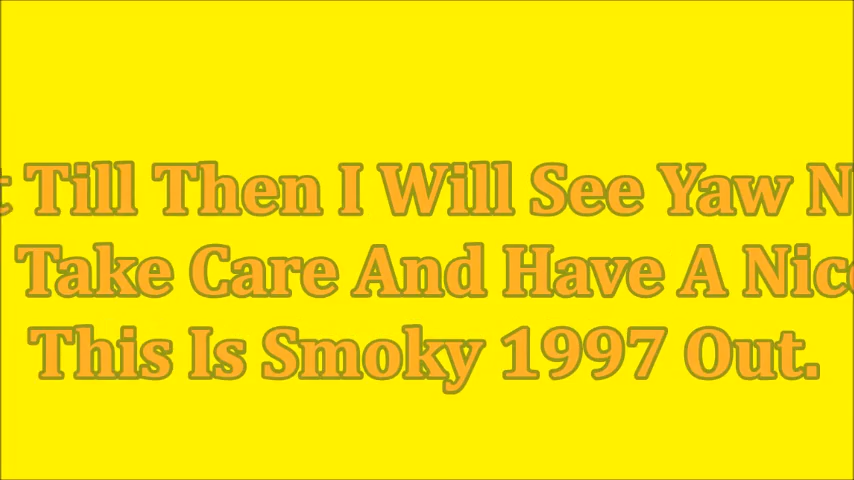 Till Then I Will See Yaw
Take Care And Have A
This Is Smoky 1997 Out.